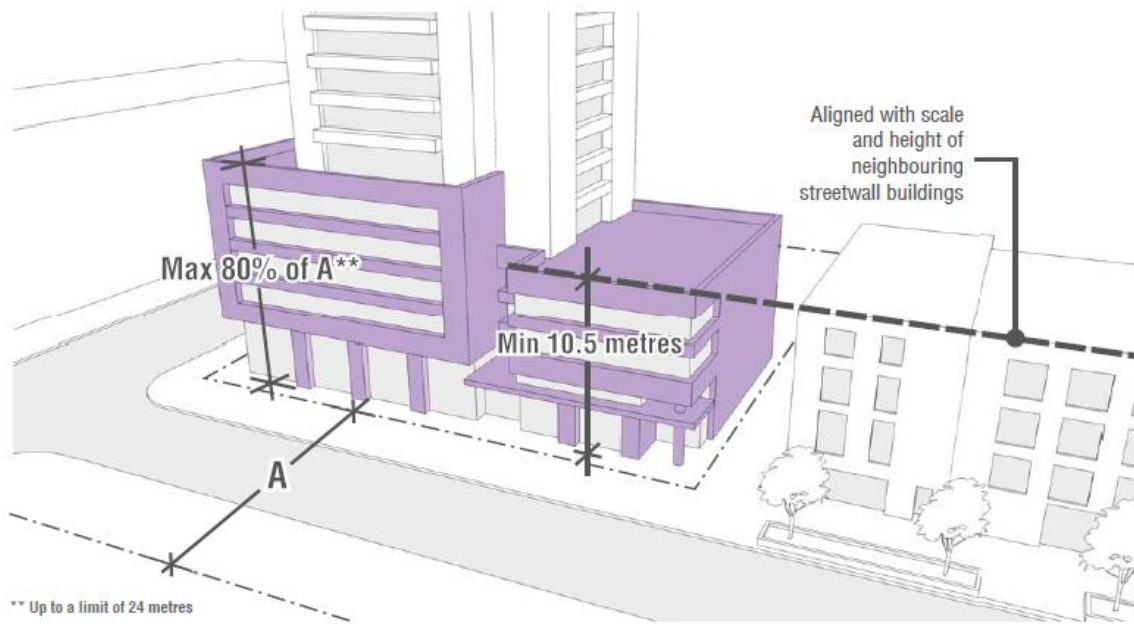 Aligned with scale
and height of
neighbouring
streetwall buildings
Max 80% of A**
Min 10.5 metres
A
** Up to a limit of 24 metres